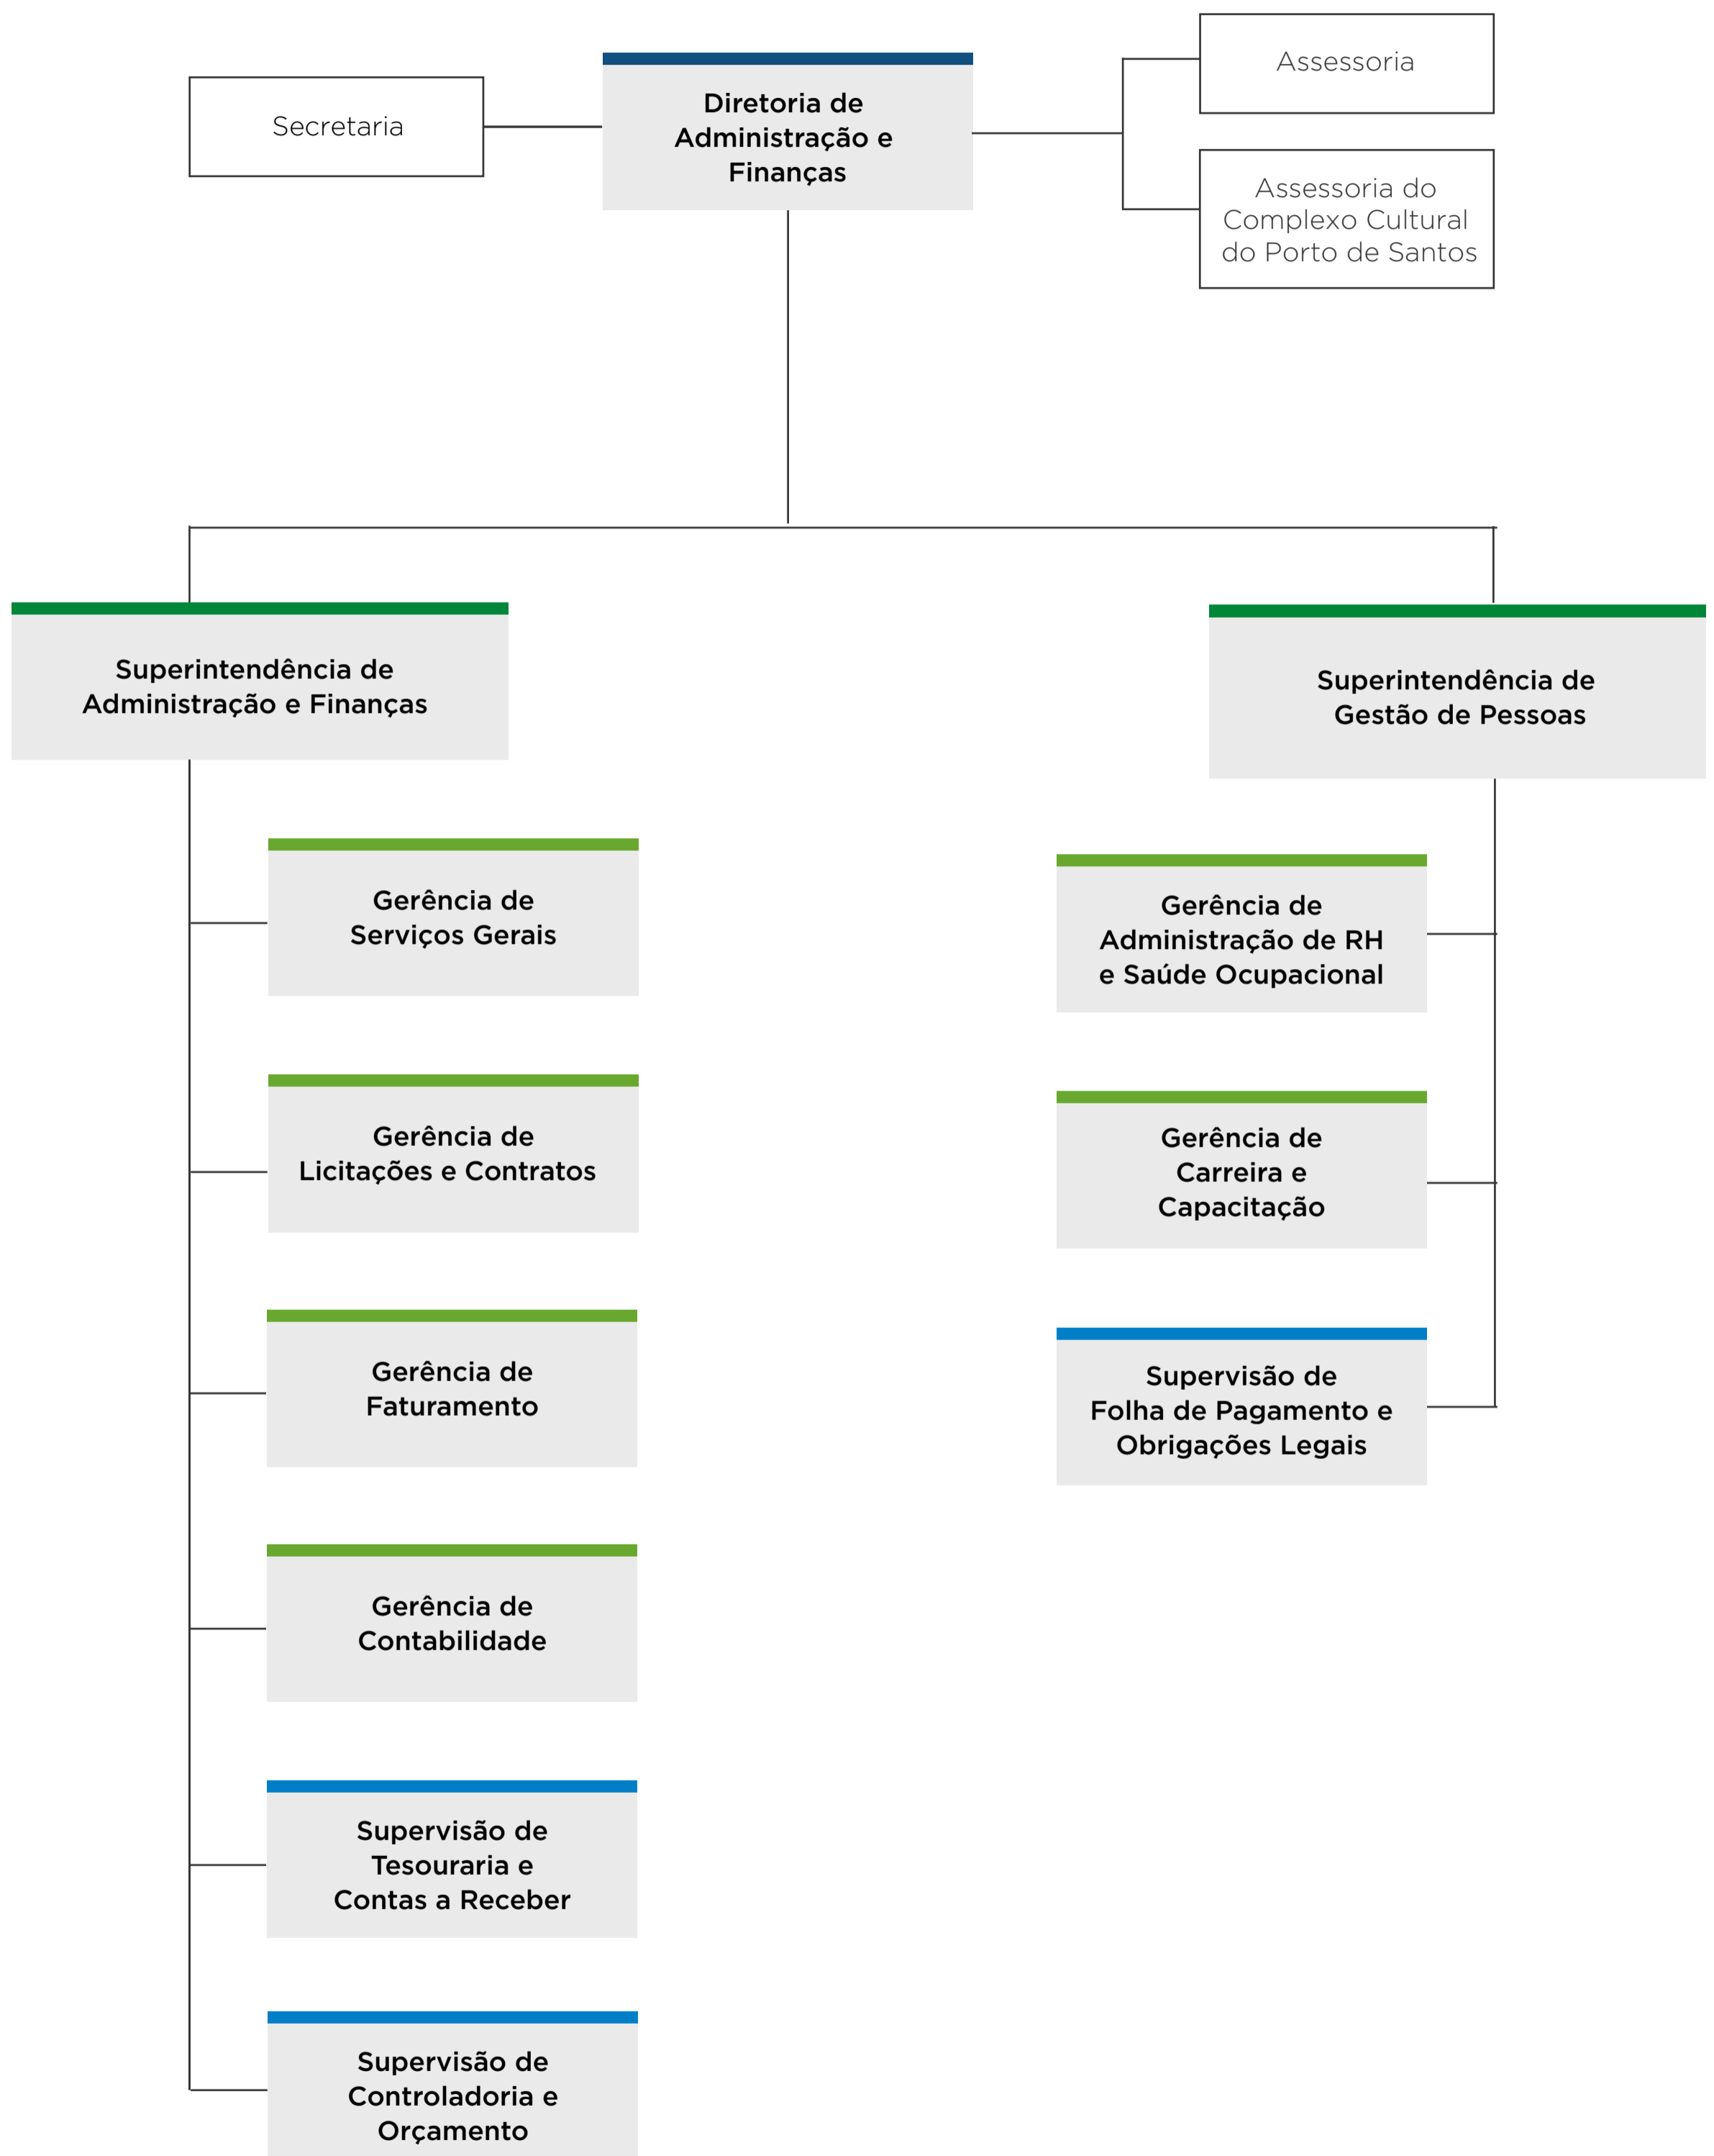 Secretaria
Diretoria de
Administração e
Finanças
Assessoria
Assessoria do
Complexo Cultural
do Porto de Santos
Superintendência de
Administração e Finanças
Gerência de
Serviços Gerais
Gerência de
Licitações e Contratos
Gerência de
Faturamento
Gerência de
Contabilidade
Supervisão de
Tesouraria e
Contas a Receber
Supervisão de
Controladoria e
Orçamento
Superintendência de
Gestão de Pessoas
Gerência de
Administração de RH
e Saúde Ocupacional
Gerência de
Carreira e
Capacitação
Supervisão de
Folha de Pagamento e
Obrigações Legais